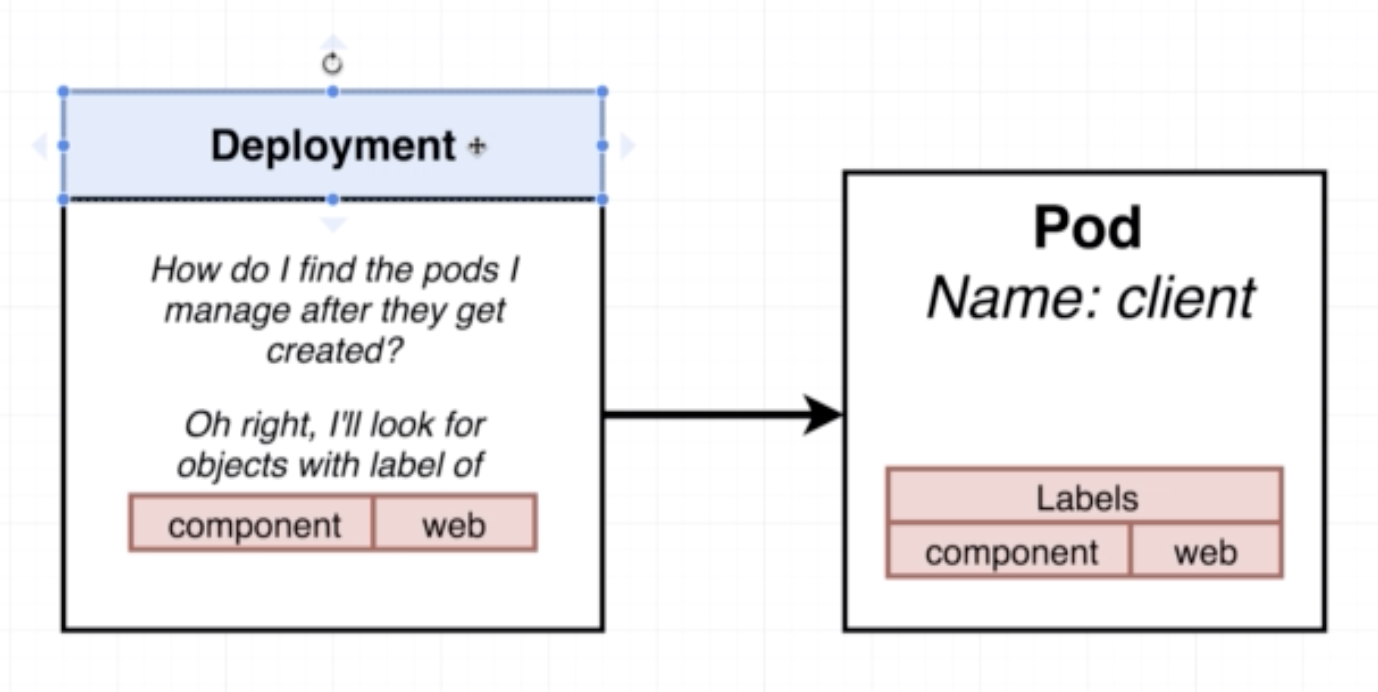 Deployment
How do I find the pods I
manage after they get
created?
Oh right, I'll look for
objects with label of
component web
Pod
Name: client
Labels
component web